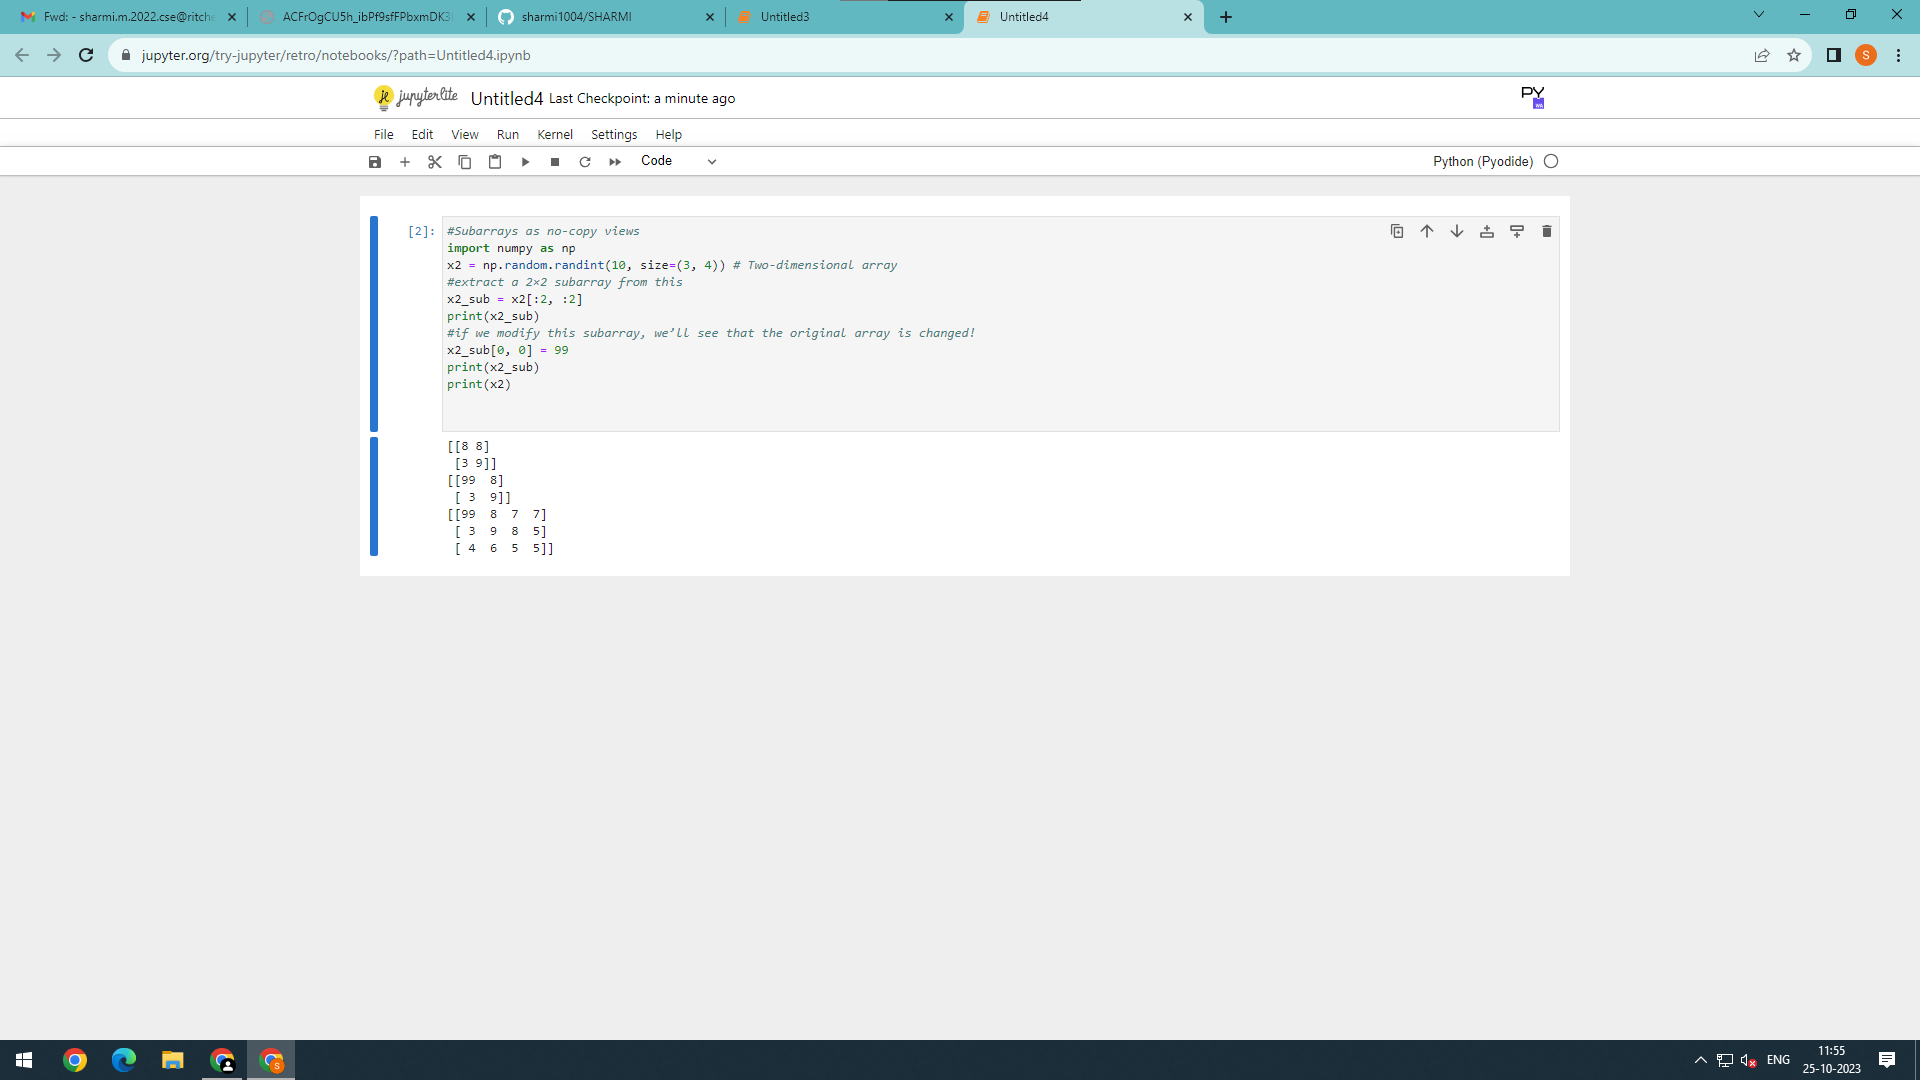 Fwd: - sharmi.m.2022.cse@ritche
ACFrOgCU5h_ibPf9sfFPbxmDK3
sharmi1004/SHARMI
Untitled3
Untitled4
jupyter.org/try-jupyter/retro/notebooks/?path=Untitled4.ipynb
S
jupyterlite
Untitled4 Last Checkpoint: a minute ago
PY
File Edit View Run Kernel Settings Help
Code
Python (Pyodide)
[2]:
#Subarrays as no-copy views
import numpy as np
x2 = np.random.randint(10, size=(3, 4)) # Two-dimensional array
#extract a 2×2 subarray from this
x2_sub = x2[:2, :2]
print(x2_sub)
#if we modify this subarray, we’ll see that the original array is changed!
x2_sub[0, 0] = 99
print(x2_sub)
print(x2)
[[8 8]
[3 9]]
[[99 8]
[ 3 9]]
[[99 8 7 7]
[ 3 9 8 5]
[ 4 6 5 5]]
S
ENG
11:55
25-10-2023